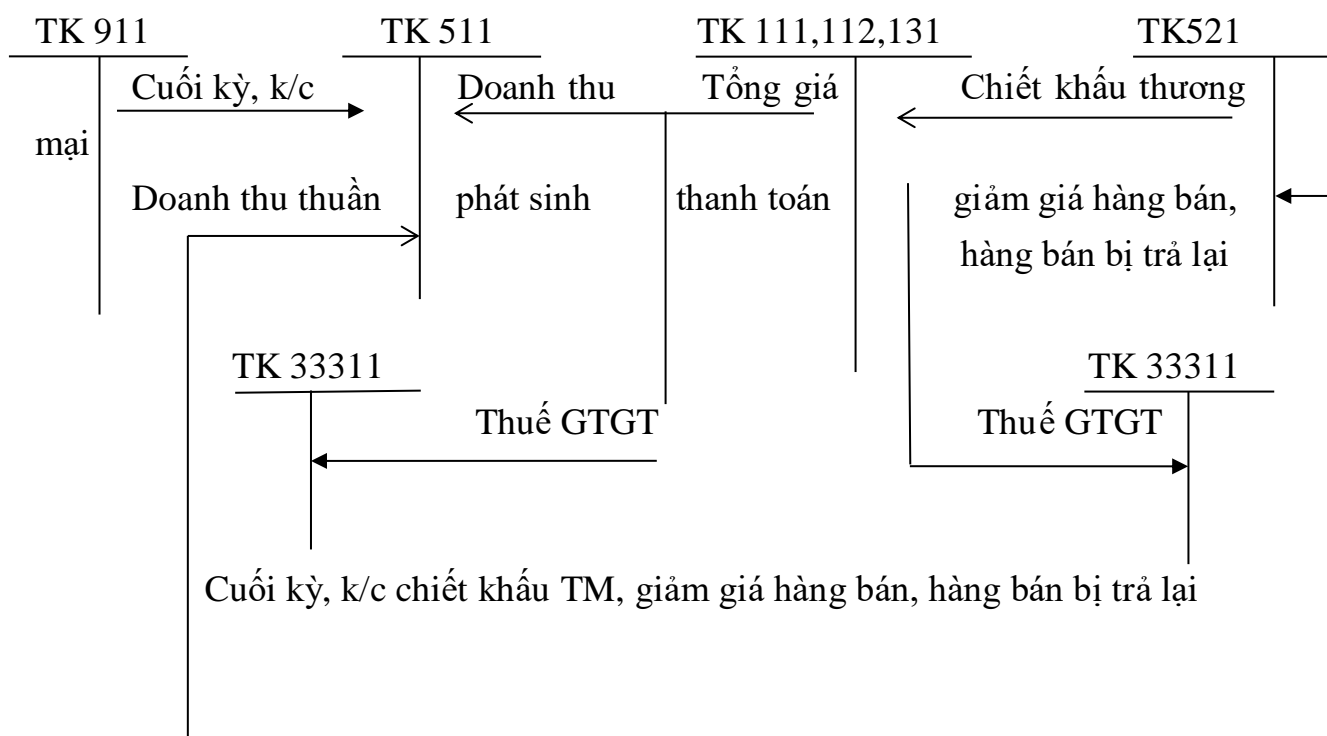 TK 911 TK 511 TK 111,112,131 TK521
Cuối kỳ, k/c Doanh thu Tổng giá Chiết khấu thương
mại
Doanh thu thuần phát sinh thanh toán giảm giá hàng bán,
hàng bán bị trả lại
TK 33311 TK 33311
Thuế GTGT Thuế GTGT
Cuối kỳ, k/c chiết khấu TM, giảm giá hàng bán, hàng bán bị trả lại